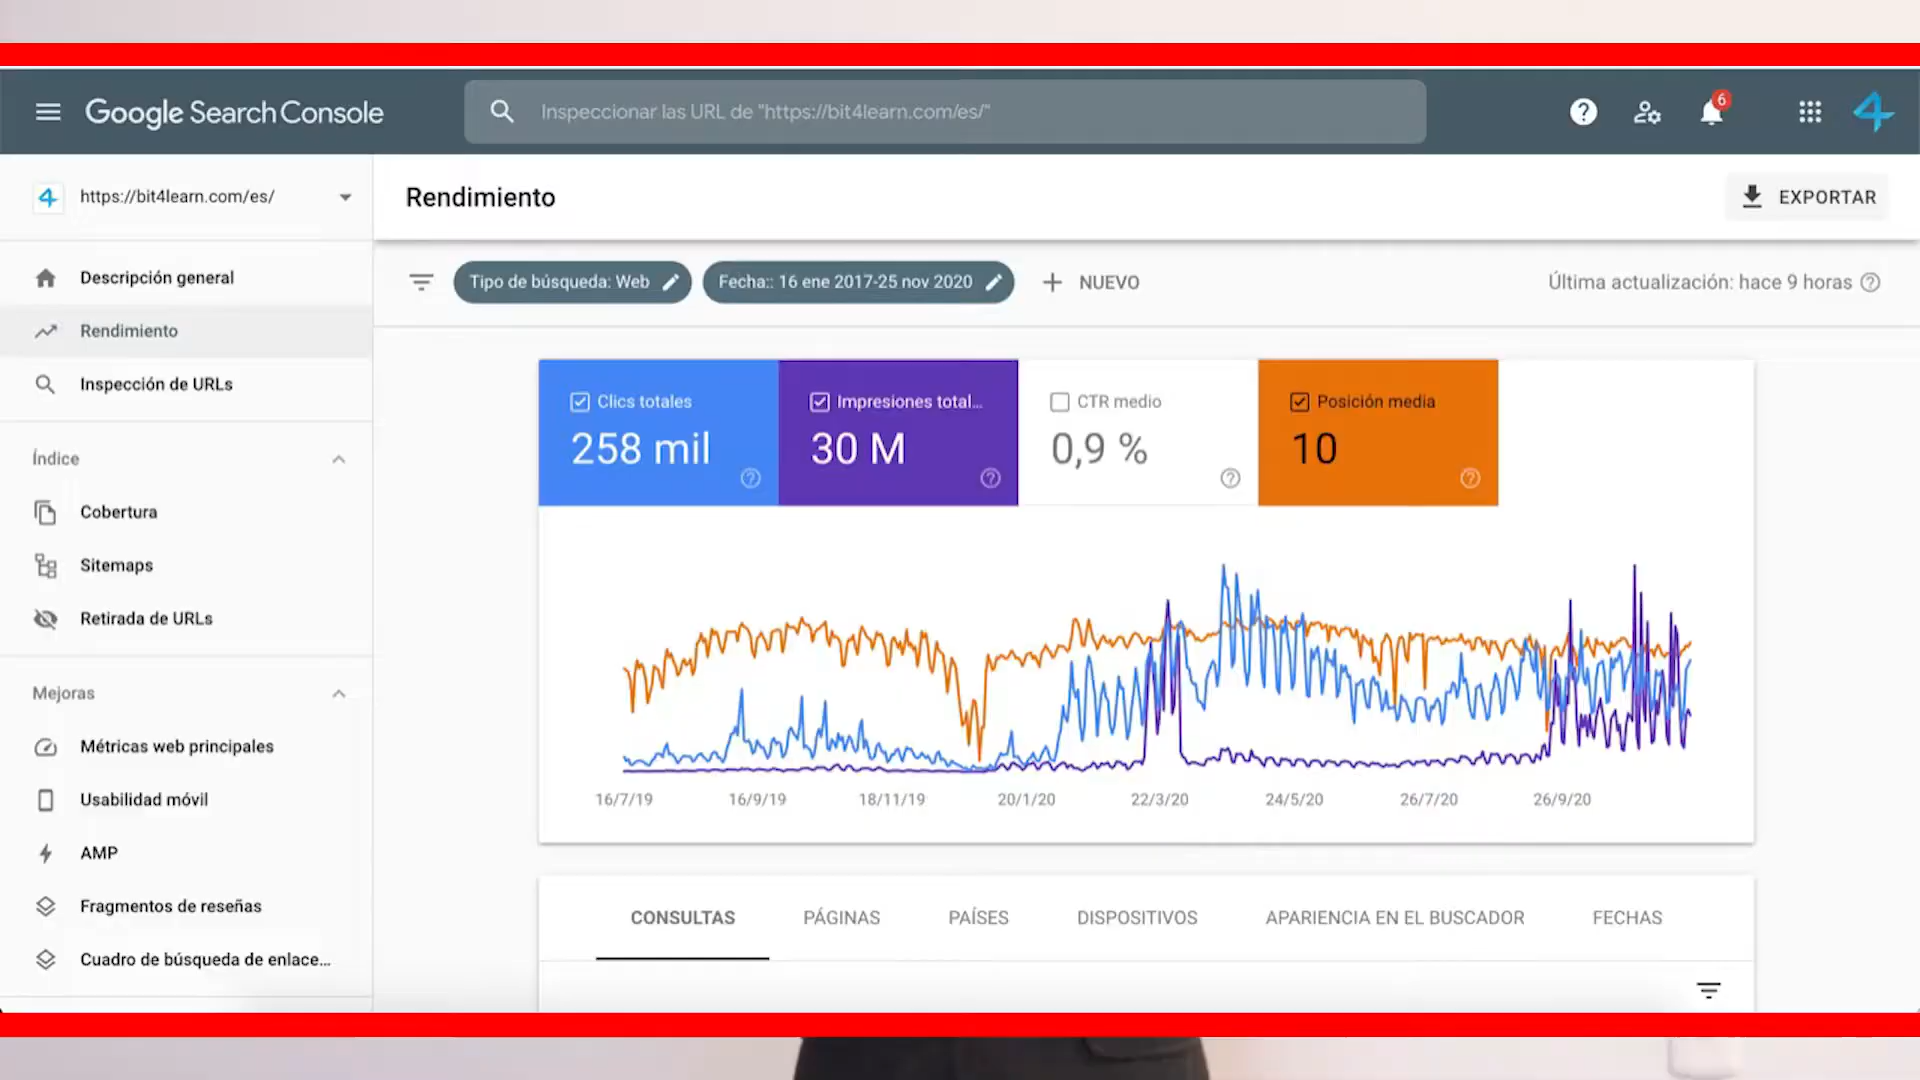 Google Search Console
Inspeccionar las URL de "https://bit4learn.com/es/"
6
https://bit4learn.com/es/
Rendimiento
EXPORTAR
Descripción general
Rendimiento
Inspección de URLs
Índice
Cobertura
Sitemaps
Retirada de URLs
Mejoras
Métricas web principales
Usabilidad móvil
AMP
Fragmentos de reseñas
Cuadro de búsqueda de enlace...
Tipo de búsqueda: Web
Fecha:: 16 ene 2017-25 nov 2020
NUEVO
Última actualización: hace 9 horas
Clics totales
258 mil
Impresiones total...
30 M
CTR medio
0,9 %
Posición media
10
16/7/19 16/9/19 18/11/19 20/1/20 22/3/20 24/5/20 26/7/20 26/9/20
CONSULTAS PÁGINAS PAÍSES DISPOSITIVOS APARIENCIA EN EL BUSCADOR FECHAS